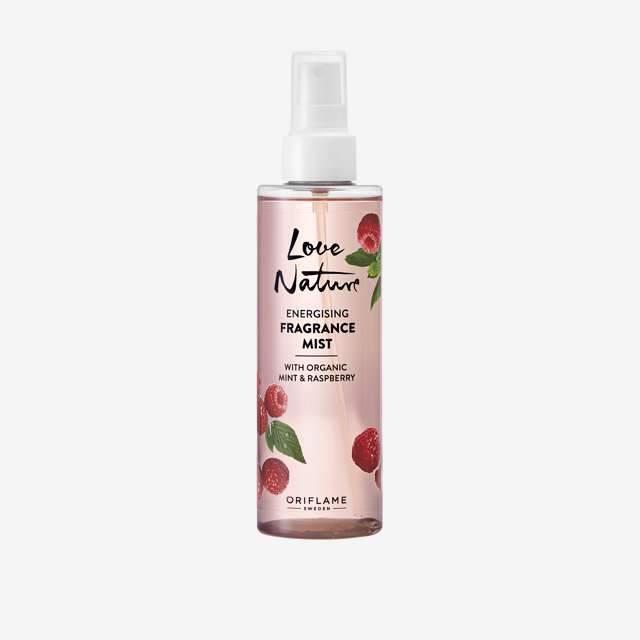 Love
Nature
ENERGISING
FRAGRANCE
MIST
WITH ORGANIC
MINT & RASPBERRY
ORIFLAME
SWEDEN